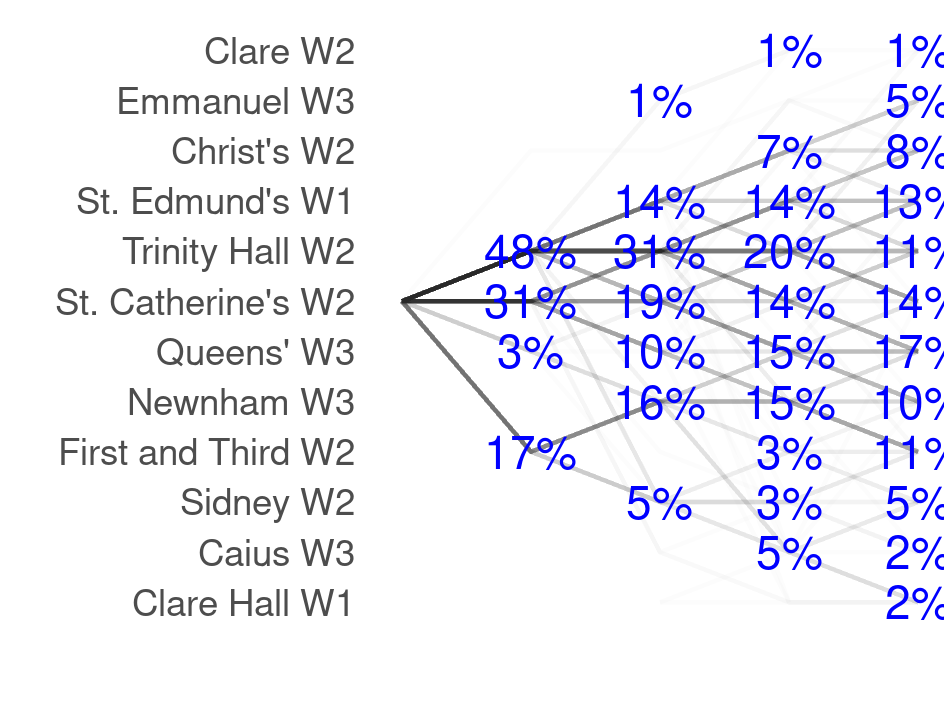 Clare W2 1% 1%
Emmanuel W3 1% 5%
Christ's W2 7% 8%
St. Edmund's W1 14% 14% 13%
Trinity Hall W2 48% 31% 20% 11%
St. Catherine's W2 31% 19% 14% 14%
Queens' W3 3% 10% 15% 17%
Newnham W3 16% 15% 10%
First and Third W2 17% 3% 11%
Sidney W2 5% 3% 5%
Caius W3 5% 2%
Clare Hall W1 2%